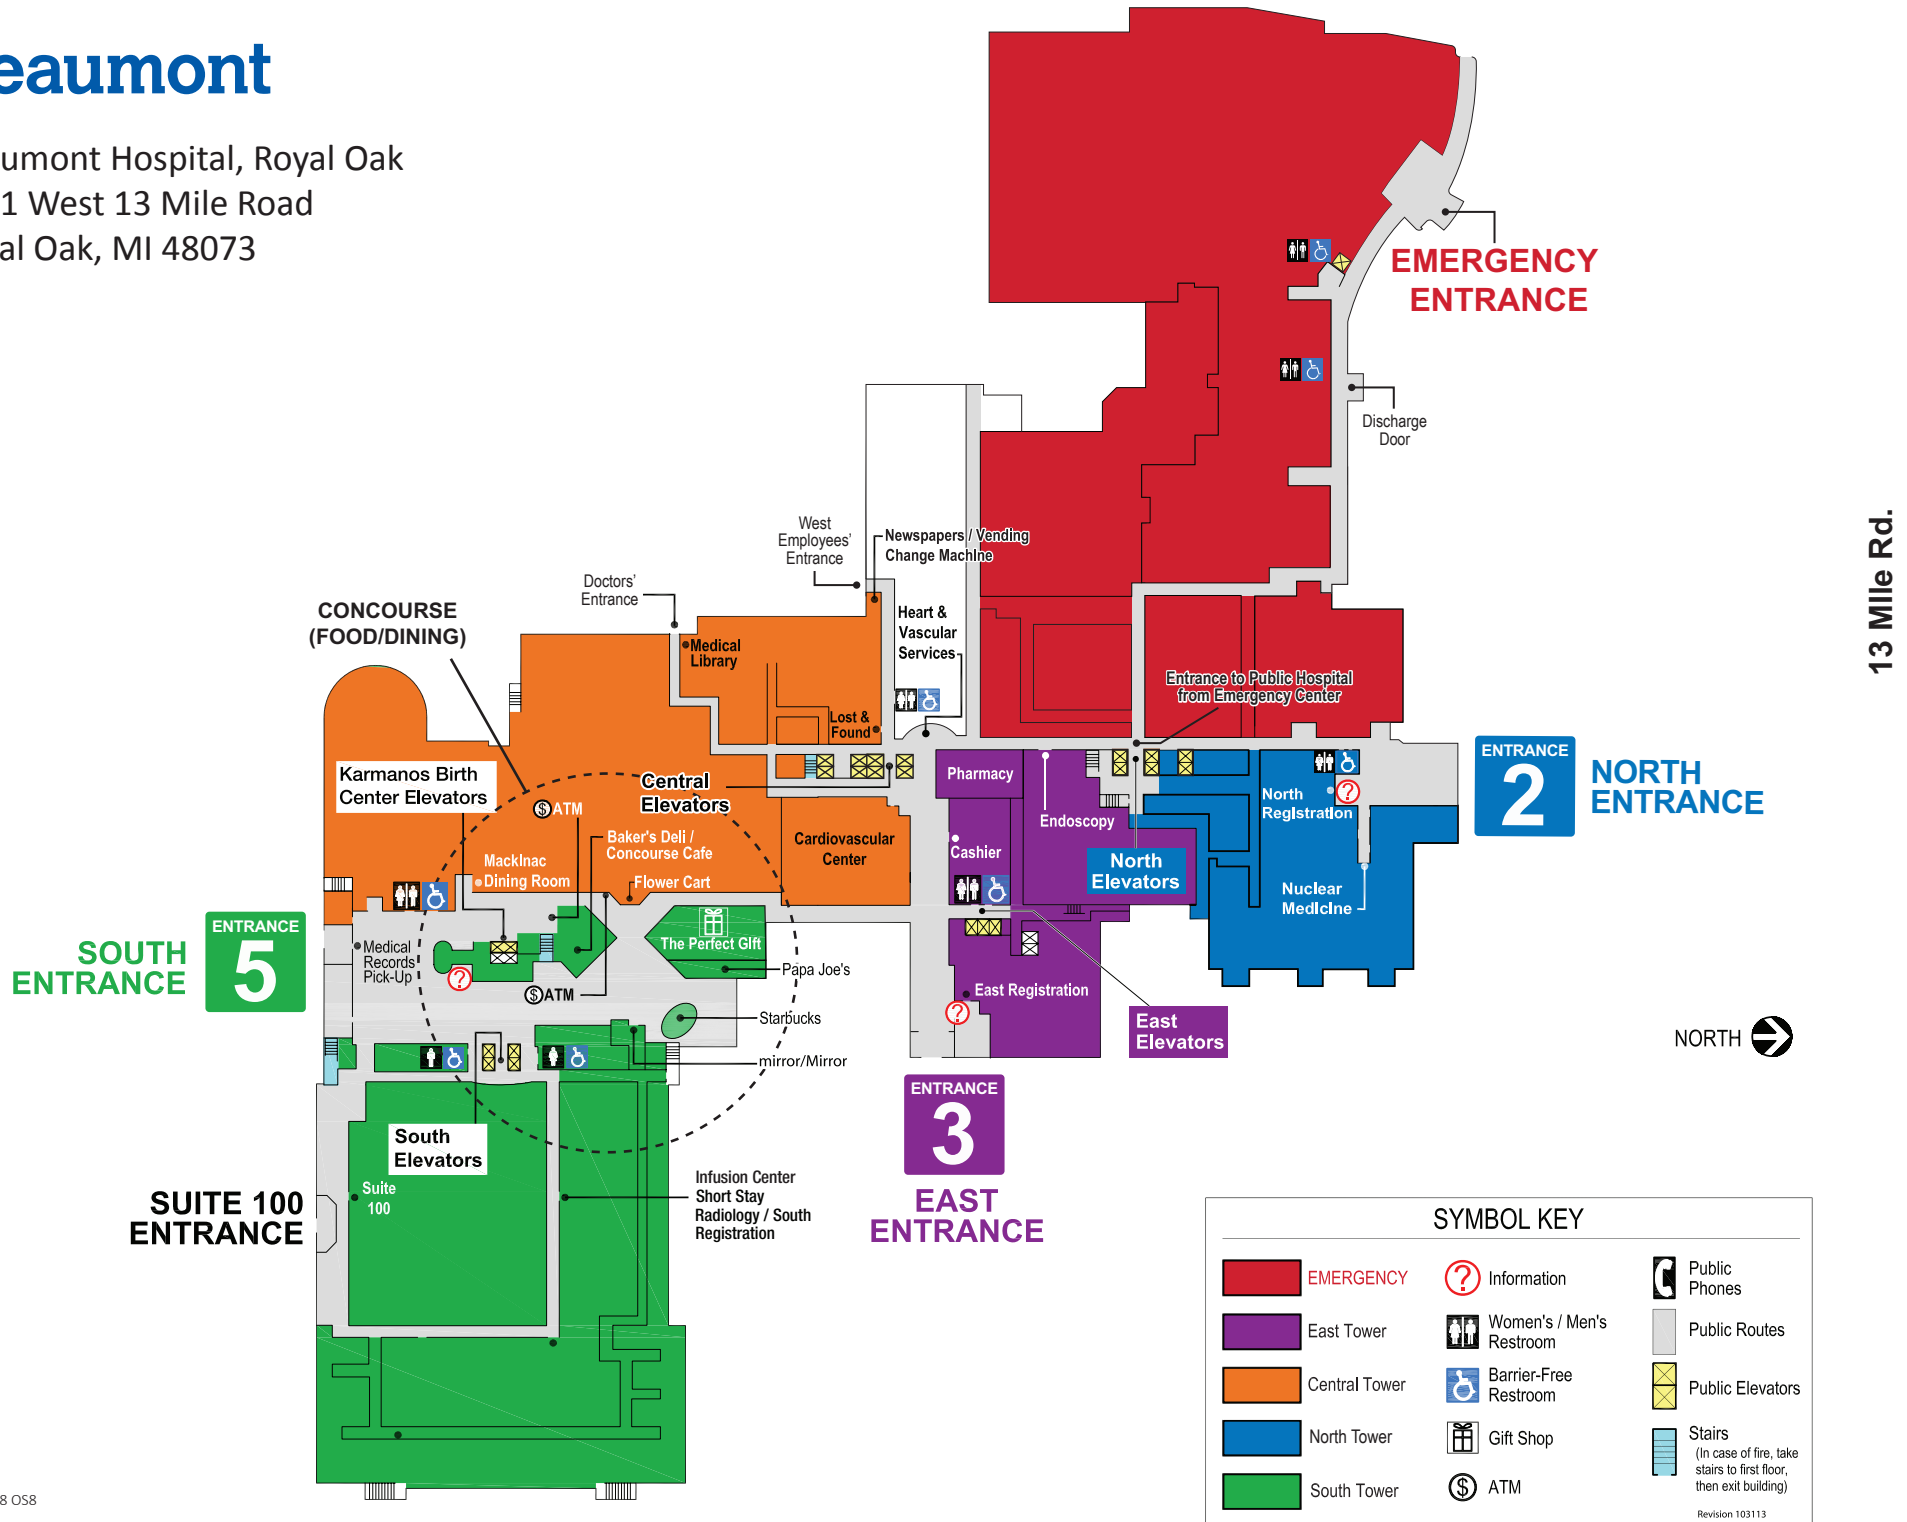 eaumont
umont Hospital, Royal Oak
1 West 13 Mile Road
al Oak, MI 48073
EMERGENCY
ENTRANCE
Discharge
Door
13 MIle Rd.
West
Employees'
Entrance
Newspapers / Vending
Change MachIne
Doctors'
Entrance
CONCOURSE
(FOOD/DINING)
Heart &
Vascular
Services
Medical
Library
Lost &
Found
Entrance to Public Hospital
from Emergency Center
Karmanos Birth
Center Elevators
Central
Elevators
$ ATM
Baker's Deli /
Concourse Cafe
MackInac
Dining Room
Flower Cart
Cardiovascular
Center
Pharmacy
Cashier
Endoscopy
North
Elevators
North
RegIstration
?
Nuclear
MedicIne
ENTRANCE
2
NORTH
ENTRANCE
SOUTH
ENTRANCE
ENTRANCE
5
Medical
Records
Pick-Up
?
$ ATM
The Perfect GIft
Papa Joe's
Starbucks
mirror/Mirror
East Registration
?
East
Elevators
NORTH
ENTRANCE
3
EAST
ENTRANCE
South
Elevators
SUITE 100
ENTRANCE
Suite
100
Infusion Center
Short Stay
Radiology / South
Registration
SYMBOL KEY
EMERGENCY
East Tower
Central Tower
North Tower
South Tower
? Information
Women's / Men's
Restroom
Barrier-Free
Restroom
Gift Shop
$ ATM
Public
Phones
Public Routes
Public Elevators
Stairs
(In case of fire, take
stairs to first floor,
then exit building)
Revision 103113
8 OS8